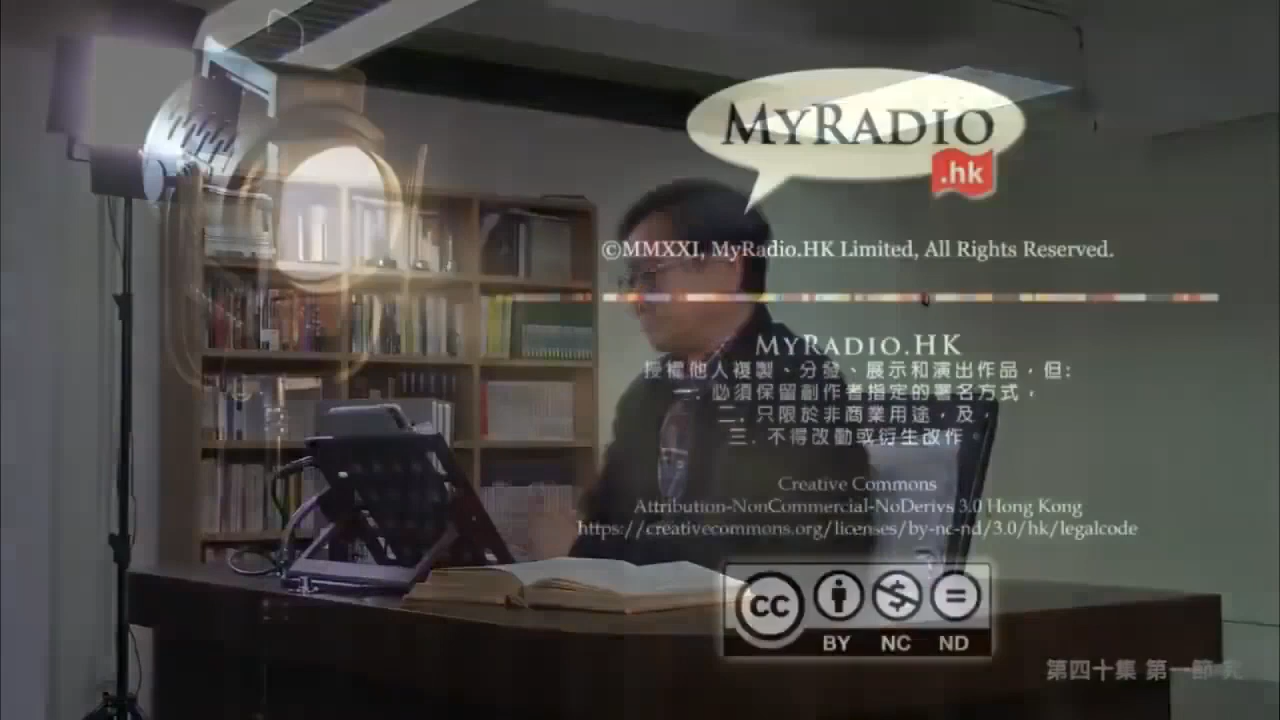 MYRADIO
.hk
©MMXXI, MyRadio.HK Limited, All Rights Reserved.
MYRADIO.HK
授權他人複製、分發、展示和演出作品，但：
一. 必須保留創作者指定的署名方式，
二. 只限於非商業用途，及，
三. 不得改動或衍生改作。
Creative Commons
Attribution-NonCommercial-NoDerivs 3.0 Hong Kong
https://creativecommons.org/licenses/by-nc-nd/3.0/hk/legalcode
cc
BY NC ND
第四十集 第一節 完